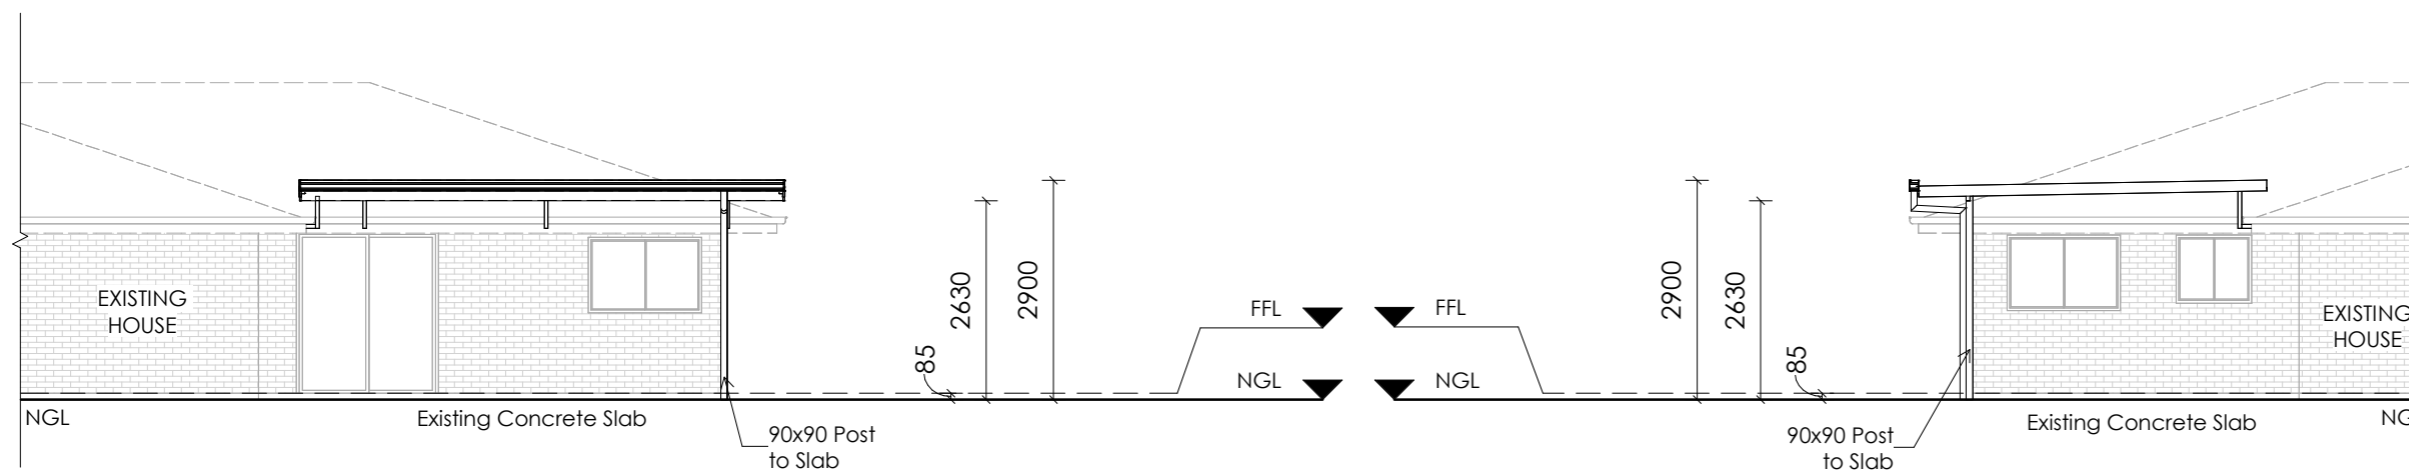 EXISTING
HOUSE
NGL
Existing Concrete Slab
90x90 Post
to Slab
85
2630
2900
FFL
NGL
FFL
NGL
2900
2630
85
90x90 Post
to Slab
Existing Concrete Slab
EXISTING
HOUSE
NG